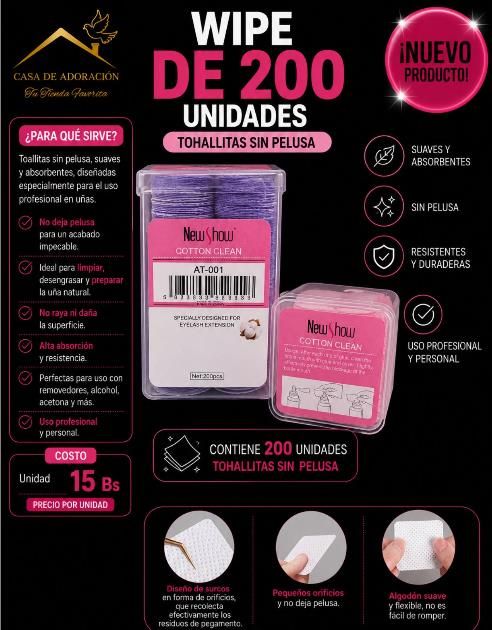 CASA DE ADORACIÓN
Tu Tienda Favorita
WIPE
DE 200
UNIDADES
TOHALLITAS SIN PELUSA
¡NUEVO
PRODUCTO!
¿PARA QUÉ SIRVE?
Toallitas sin pelusa, suaves
y absorbentes, diseñadas
especialmente para el uso
profesional en uñas.
No deja pelusa
para un acabado
impecable.
Ideal para limpiar,
desengrasar y preparar
la uña natural.
No raya ni daña
la superficie.
Alta absorción
y resistencia.
Perfectas para uso con
removedores, alcohol,
acetona y más.
Uso profesional
y personal.
COSTO
Unidad 15 Bs
PRECIO POR UNIDAD
SUAVES Y
ABSORBENTES
SIN PELUSA
RESISTENTES
Y DURADERAS
USO PROFESIONAL
Y PERSONAL
New Show
COTTON CLEAN
AT-001
SPECIALLY DESIGNED FOR
EYELASH EXTENSION
Net:200pcs
New Show
COTTON CLEAN
CONTIENE 200 UNIDADES
TOHALLITAS SIN PELUSA
Diseño de surcos
en forma de orificios,
que recolecta
efectivamente los
residuos de pegamento.
Pequeños orificios
y no deja pelusa.
Algodón suave
y flexible, no es
fácil de romper.